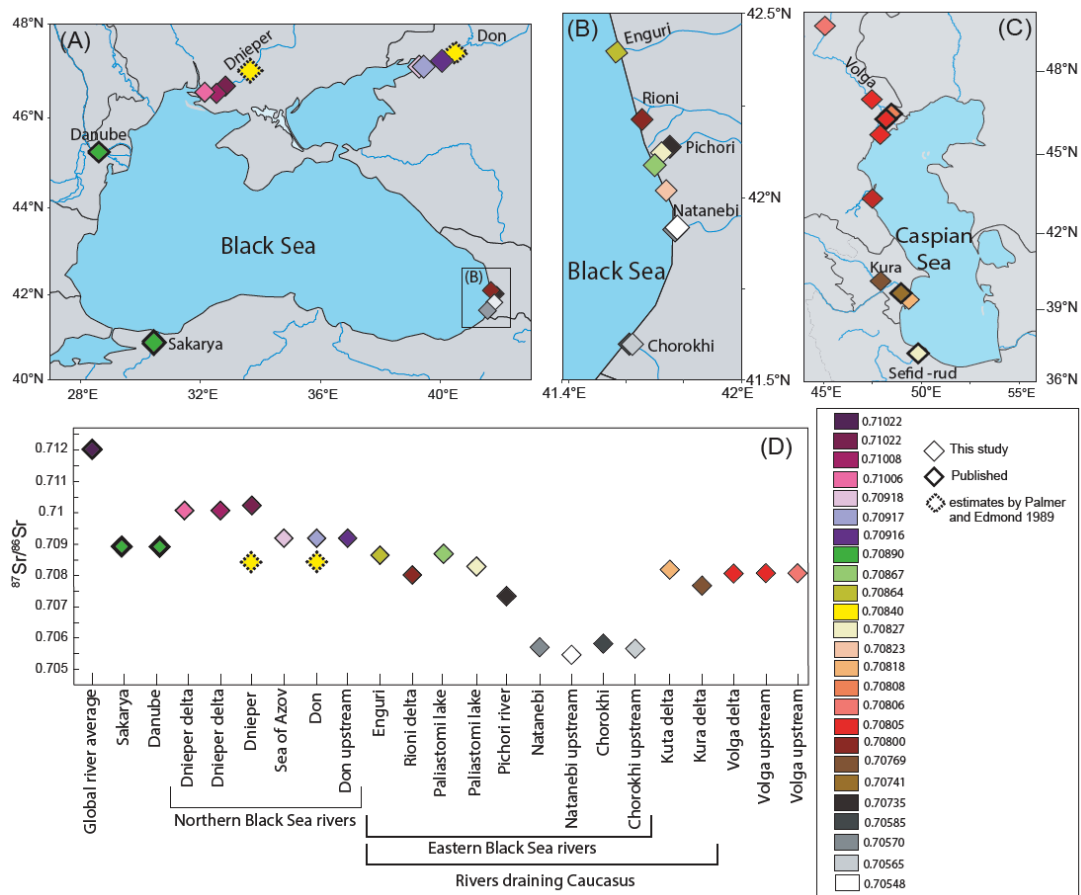 (A)
48°N
46°N
44°N
42°N
40°N
28°E
32°E
36°E
40°E
Dnieper
Don
Danube
Black Sea
(B)
Sakarya
(B)
42.5°N
42°N
41.5°N
41.4°E
42°E
Enguri
Rioni
Pichori
Natanebi
Black Sea
Chorokhi
(C)
48°N
45°N
42°N
39°N
36°N
45°E
50°E
55°E
Volga
Caspian
Sea
Kura
Sefid -rud
(D)
87Sr/86Sr
0.712
0.711
0.71
0.709
0.708
0.707
0.706
0.705
Global river average
Sakarya
Danube
Dnieper delta
Dnieper delta
Dnieper
Sea of Azov
Don
Don upstream
Enguri
Rioni delta
Paliastomi lake
Paliastomi lake
Pichori river
Natanebi
Natanebi upstream
Chorokhi
Chorokhi upstream
Kuta delta
Kura delta
Volga delta
Volga upstream
Volga upstream
Northern Black Sea rivers
Eastern Black Sea rivers
Rivers draining Caucasus
0.71022
0.71022
0.71008
0.71006
0.70918
0.70917
0.70916
0.70890
0.70867
0.70864
0.70840
0.70827
0.70823
0.70818
0.70808
0.70806
0.70805
0.70800
0.70769
0.70741
0.70735
0.70585
0.70570
0.70565
0.70548
This study
Published
estimates by Palmer
and Edmond 1989